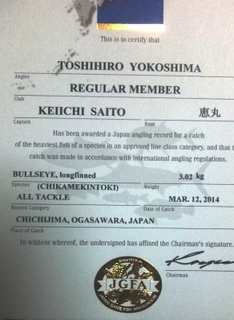 This is to certify that
TOSHIHIRO YOKOSHIMA
Angler
REGULAR MEMBER
Club
KEIICHI SAITO 恵丸
Captain Boat
Has been awarded a Japan angling record for a catch
of the heaviest fish of a species in an approved line class category, and that t
catch was made in accordance with international angling regulations.
BULLSEYE, longfinned 3.02 kg
Species (CHIKAMEKINTOKI) Weight
ALL TACKLE MAR. 12, 2014
Record Category Date of Catch
CHICHIJIMA, OGASAWARA, JAPAN
Place of Catch
In witness whereof, the undersigned has affixed the Chairman's signature.
Chairman
JGFA